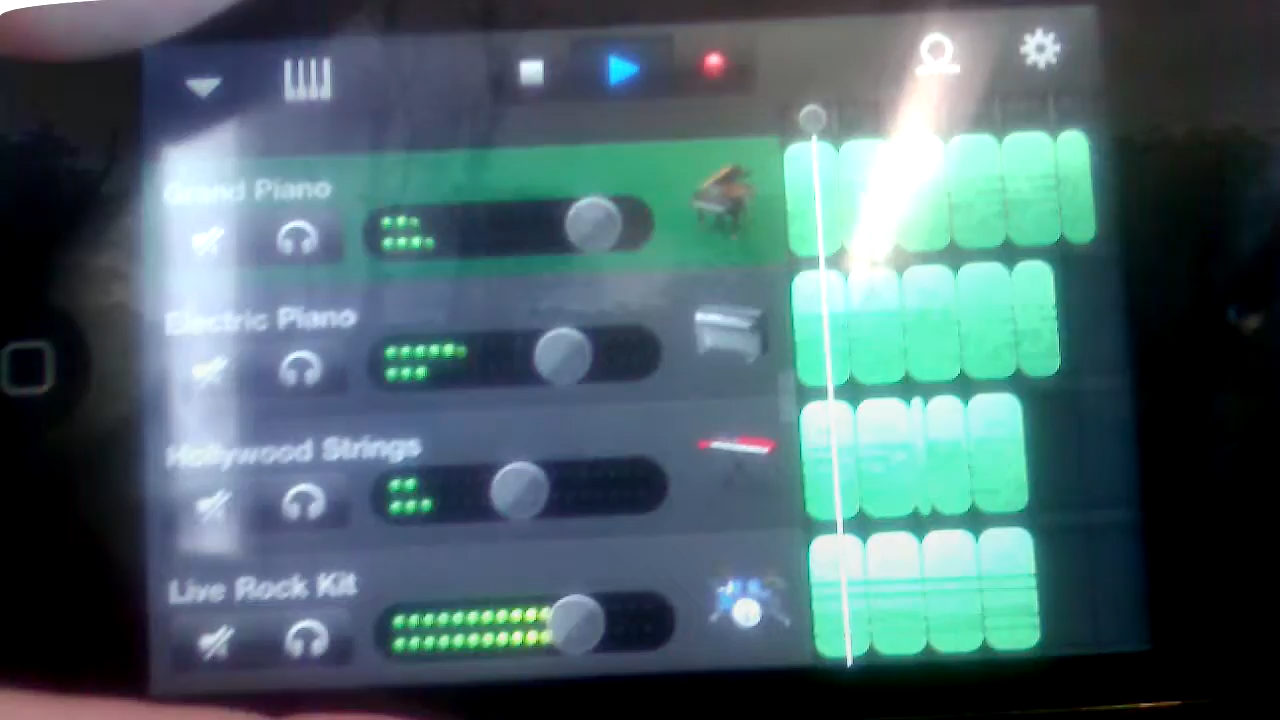 Grand Piano
Electric Piano
Hollywood Strings
Live Rock Kit